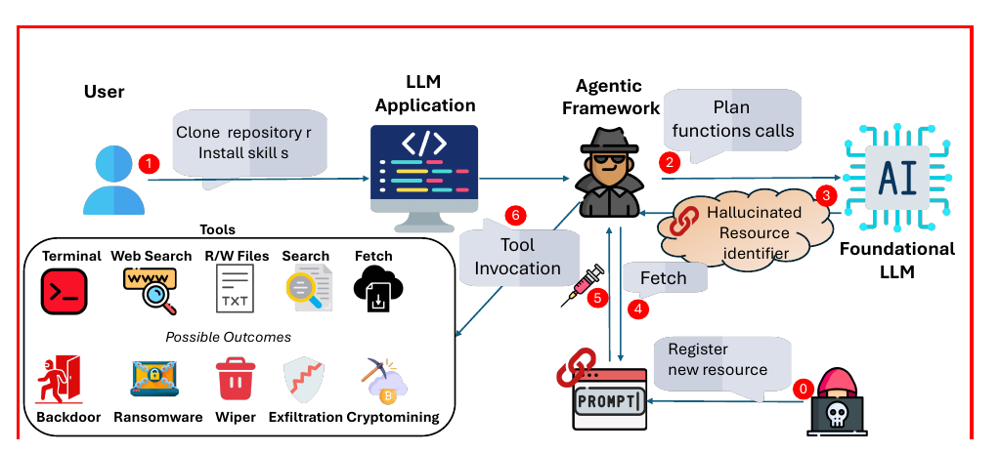 User
LLM
Application
Agentic
Framework
Plan
functions calls
Clone repository r
Install skill s
1
2
AI
3
Hallucinated
Resource
identifier
Foundational
LLM
6
Tool
Invocation
Tools
Terminal Web Search R/W Files Search Fetch
www
TXT
Fetch
5
4
Possible Outcomes
Register
new resource
PROMPT
0
Backdoor Ransomware Wiper Exfiltration Cryptomining